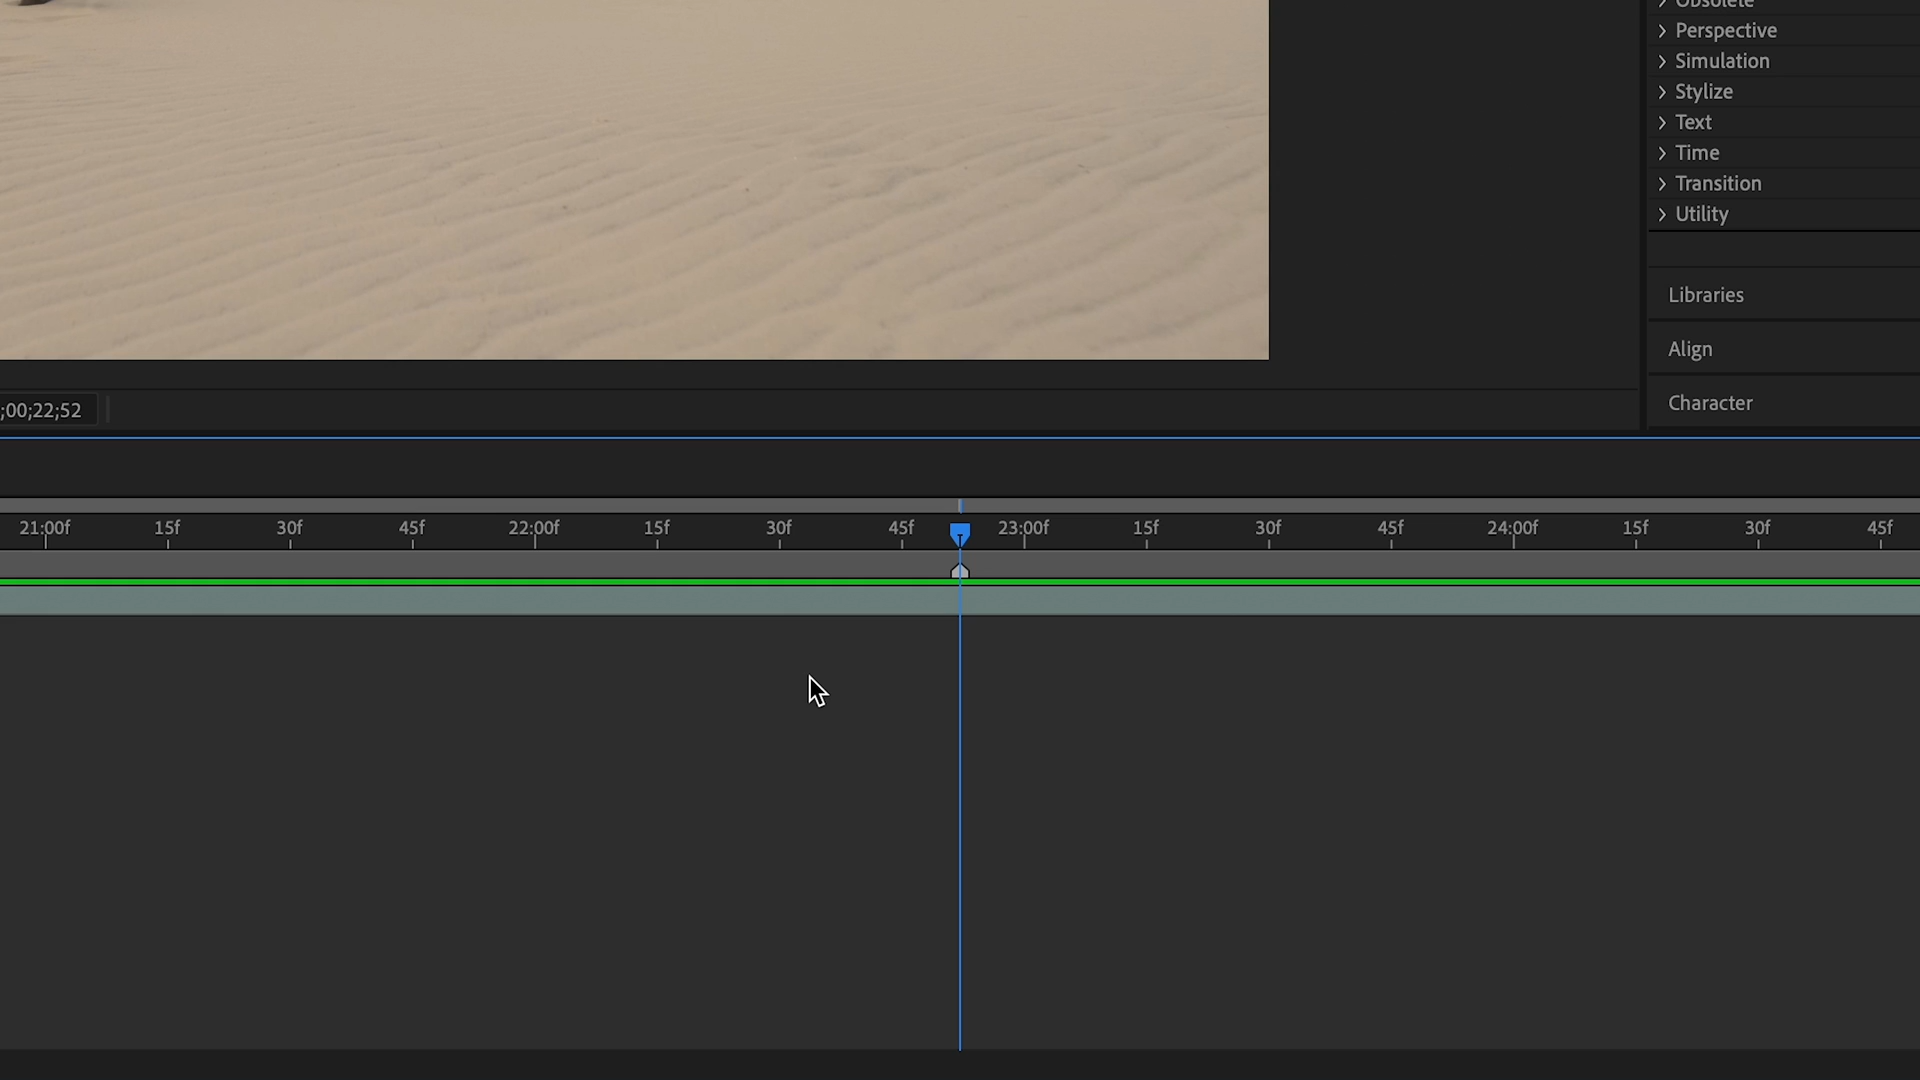 Obsolete
Perspective
Simulation
Stylize
Text
Time
Transition
Utility
Libraries
Align
Character
;00;22;52
21:00f 15f 30f 45f 22:00f 15f 30f 45f 23:00f 15f 30f 45f 24:00f 15f 30f 45f